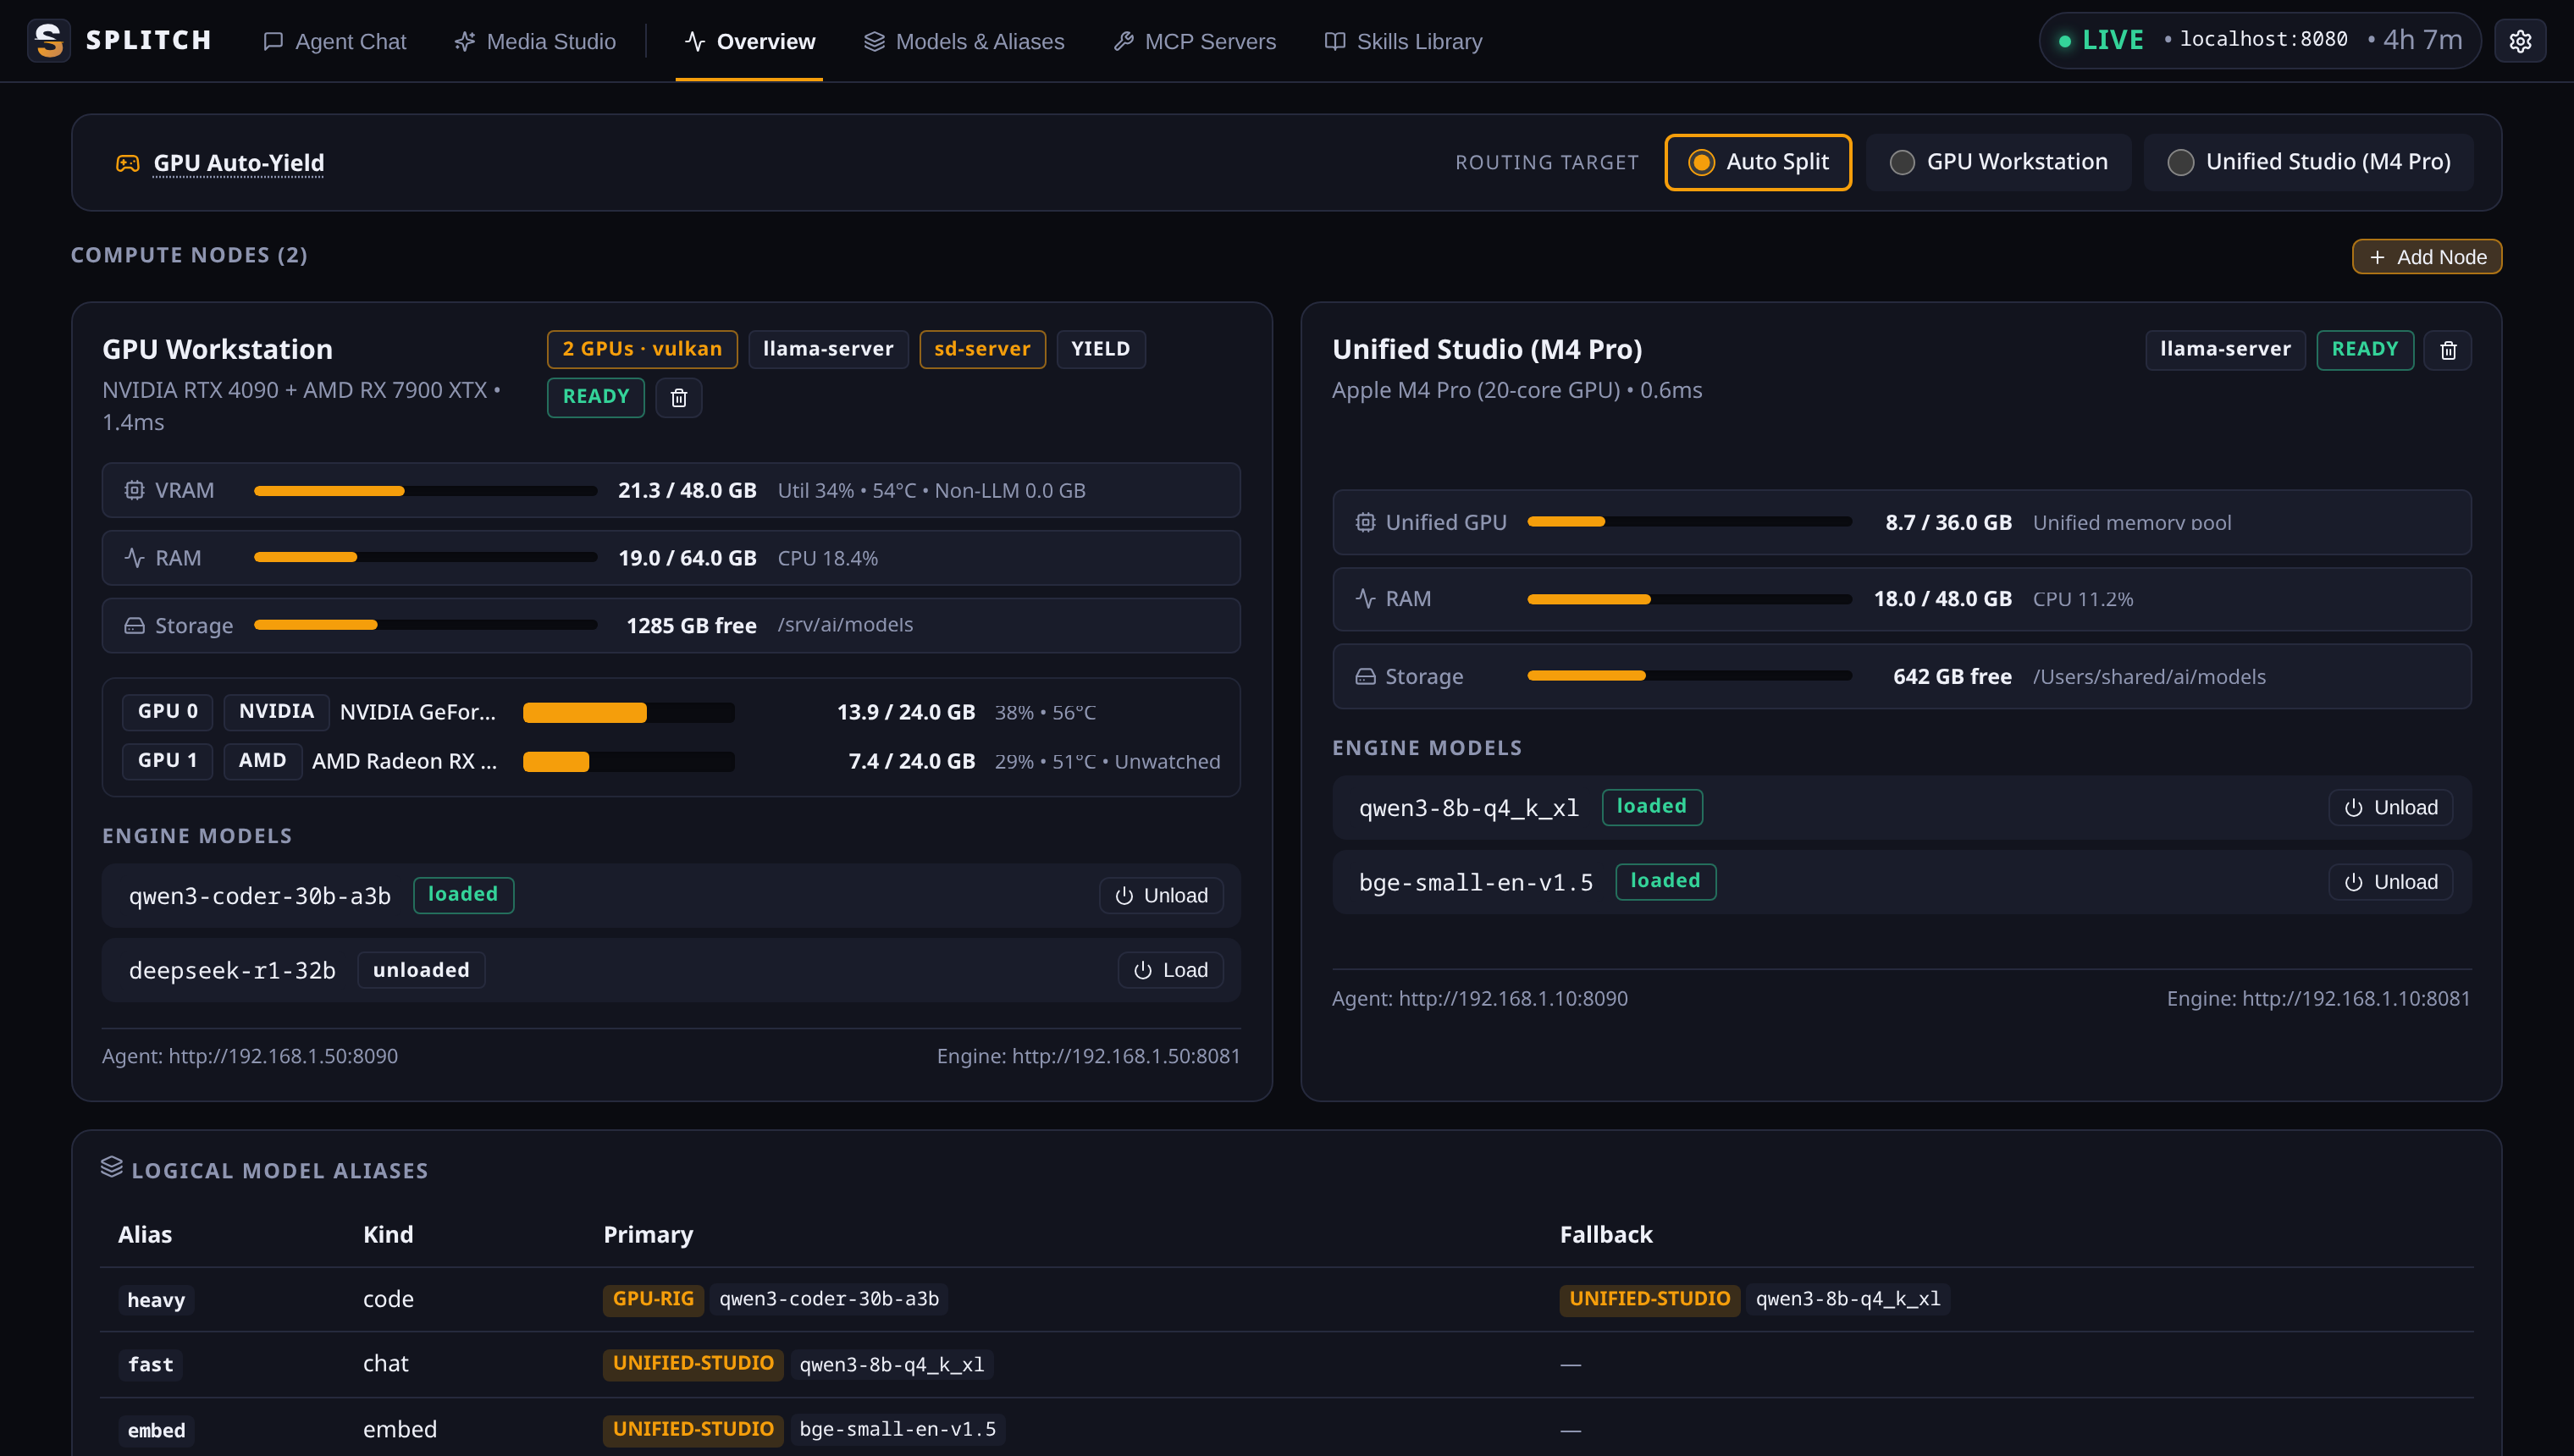 SPLITCH Agent Chat Media Studio Overview Models & Aliases MCP Servers Skills Library LIVE • localhost:8080 • 4h 7m
GPU Auto-Yield ROUTING TARGET Auto Split GPU Workstation Unified Studio (M4 Pro)
COMPUTE NODES (2) + Add Node
GPU Workstation 2 GPUs · vulkan llama-server sd-server YIELD
NVIDIA RTX 4090 + AMD RX 7900 XTX • READY
1.4ms
VRAM 21.3 / 48.0 GB Util 34% • 54°C • Non-LLM 0.0 GB
RAM 19.0 / 64.0 GB CPU 18.4%
Storage 1285 GB free /srv/ai/models
GPU 0 NVIDIA NVIDIA GeFor... 13.9 / 24.0 GB 38% • 56°C
GPU 1 AMD AMD Radeon RX ... 7.4 / 24.0 GB 29% • 51°C • Unwatched
ENGINE MODELS
qwen3-coder-30b-a3b loaded Unload
deepseek-r1-32b unloaded Load
Agent: http://192.168.1.50:8090 Engine: http://192.168.1.50:8081
Unified Studio (M4 Pro) llama-server READY
Apple M4 Pro (20-core GPU) • 0.6ms
Unified GPU 8.7 / 36.0 GB Unified memory pool
RAM 18.0 / 48.0 GB CPU 11.2%
Storage 642 GB free /Users/shared/ai/models
ENGINE MODELS
qwen3-8b-q4_k_xl loaded Unload
bge-small-en-v1.5 loaded Unload
Agent: http://192.168.1.10:8090 Engine: http://192.168.1.10:8081
LOGICAL MODEL ALIASES
Alias Kind Primary Fallback
heavy code GPU-RIG qwen3-coder-30b-a3b UNIFIED-STUDIO qwen3-8b-q4_k_xl
fast chat UNIFIED-STUDIO qwen3-8b-q4_k_xl —
embed embed UNIFIED-STUDIO bge-small-en-v1.5 —